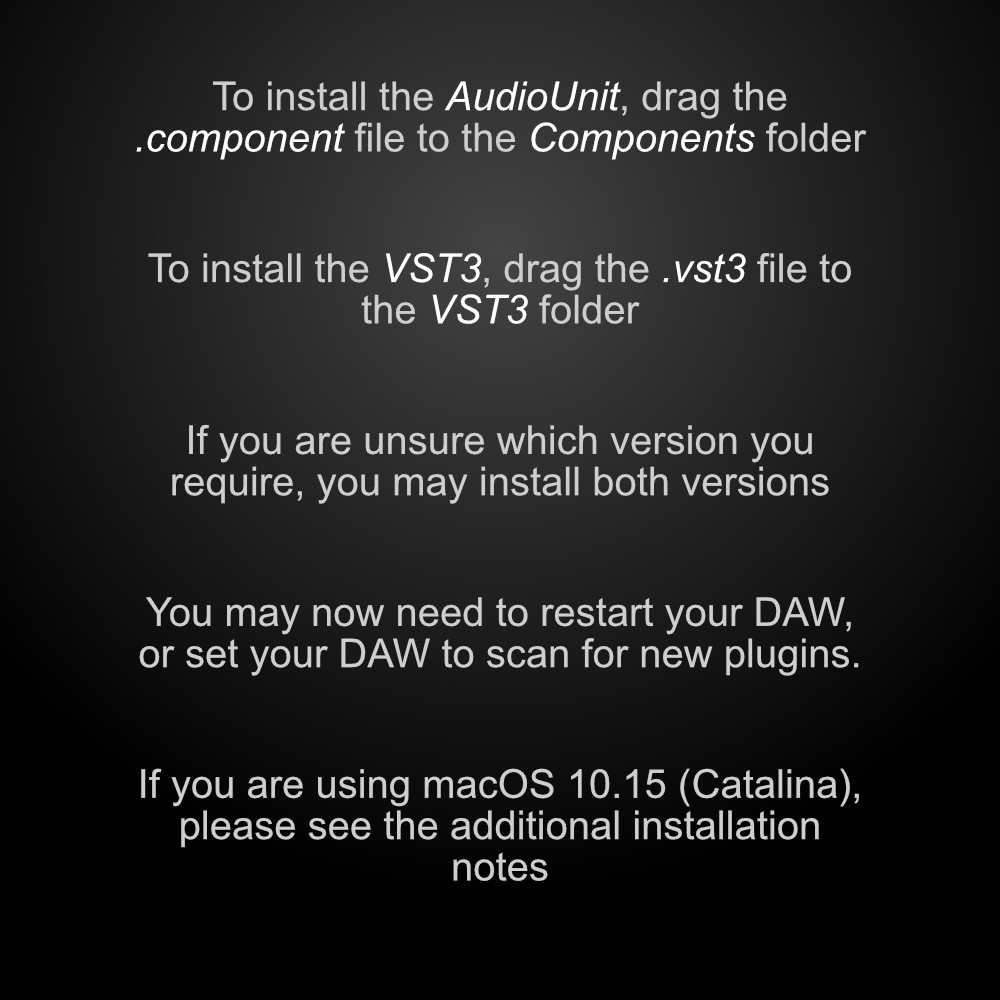 To install the AudioUnit, drag the
.component file to the Components folder
To install the VST3, drag the .vst3 file to
the VST3 folder
If you are unsure which version you
require, you may install both versions
You may now need to restart your DAW,
or set your DAW to scan for new plugins.
If you are using macOS 10.15 (Catalina),
please see the additional installation
notes